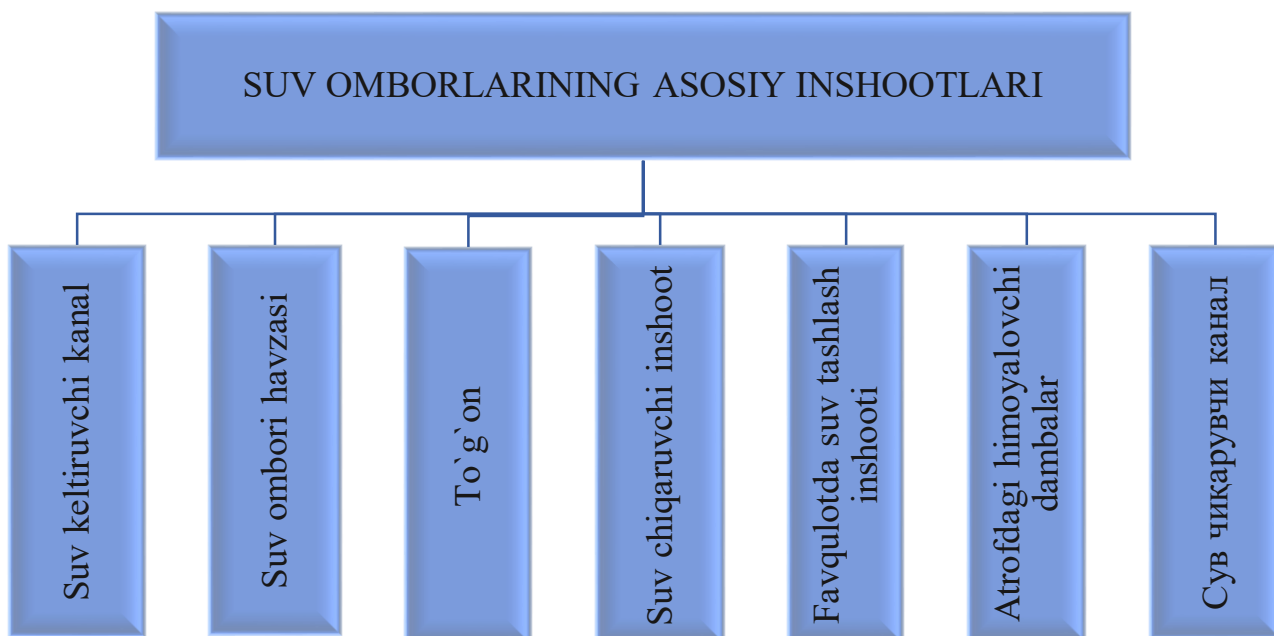 SUV OMBORLARINING ASOSIY INSHOOTLARI
Suv keltiruvchi kanal
Suv ombori havzasi
To`g`on
Suv chiqaruvchi inshoot
Favqulotda suv tashlash
inshooti
Atrofdagi himoyalovchi
dambalar
Сув чиқарувчи канал